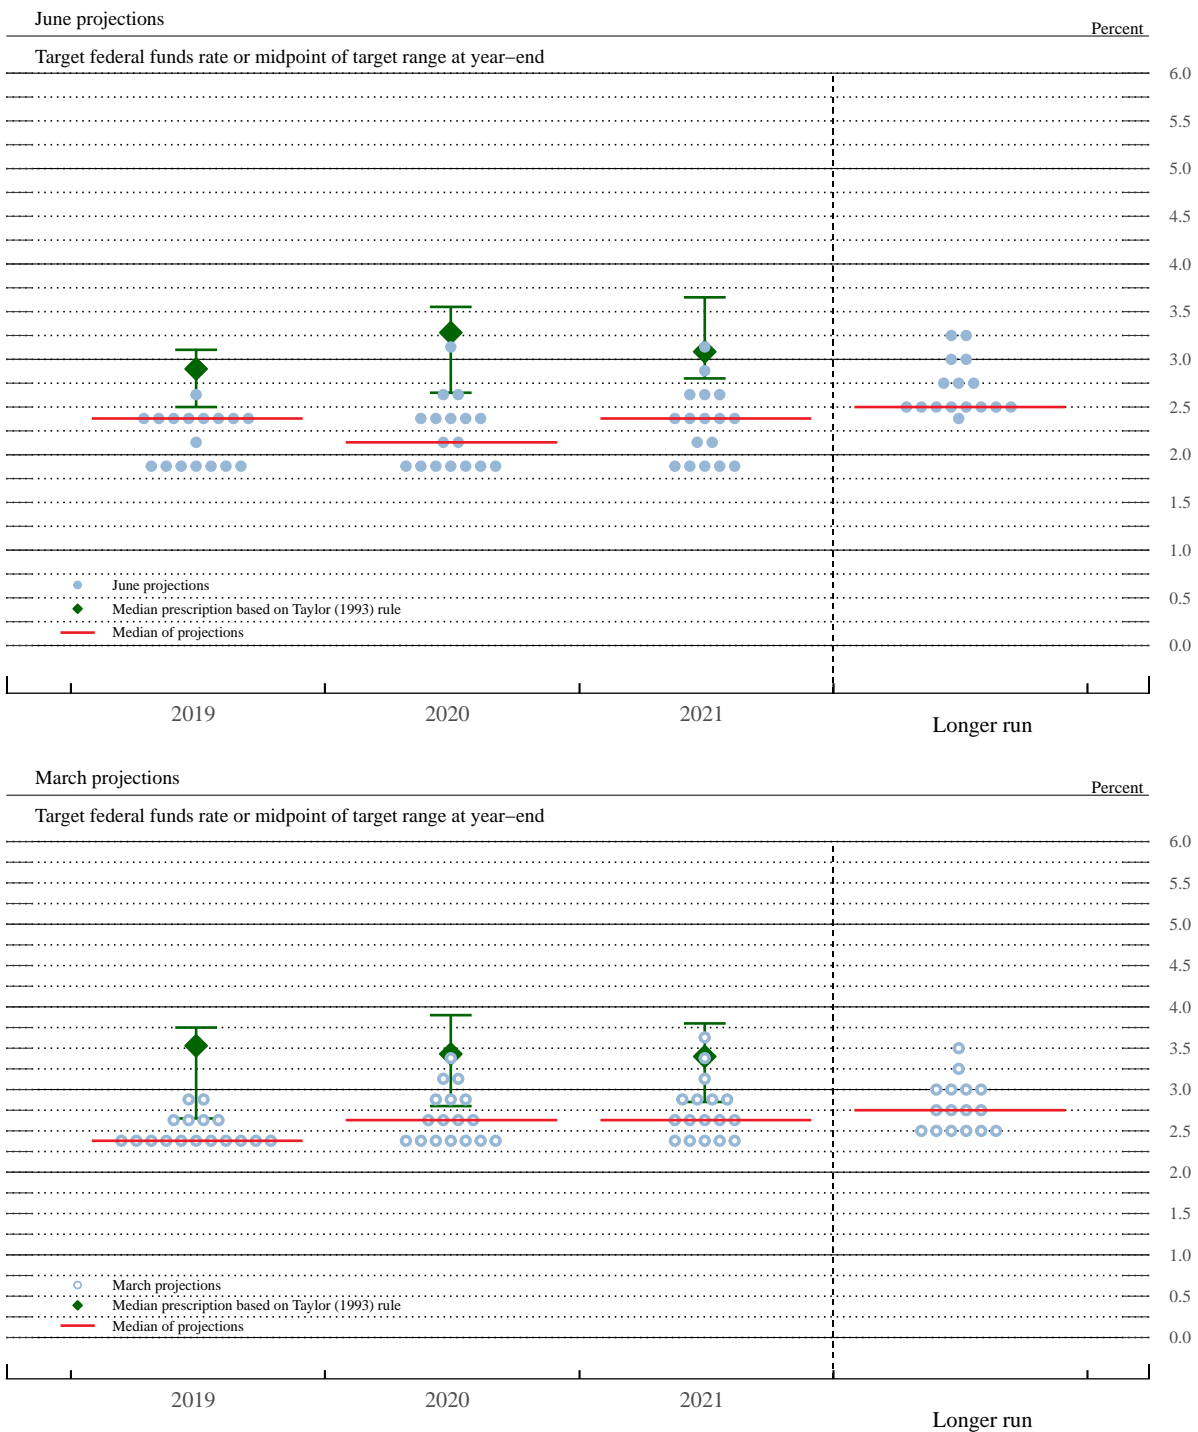 June projections
Percent
Target federal funds rate or midpoint of target range at year−end
6.0
5.5
5.0
4.5
4.0
3.5
3.0
2.5
2.0
1.5
1.0
0.5
0.0
June projections
Median prescription based on Taylor (1993) rule
Median of projections
2019 2020 2021 Longer run
March projections
Percent
Target federal funds rate or midpoint of target range at year−end
6.0
5.5
5.0
4.5
4.0
3.5
3.0
2.5
2.0
1.5
1.0
0.5
0.0
March projections
Median prescription based on Taylor (1993) rule
Median of projections
2019 2020 2021 Longer run